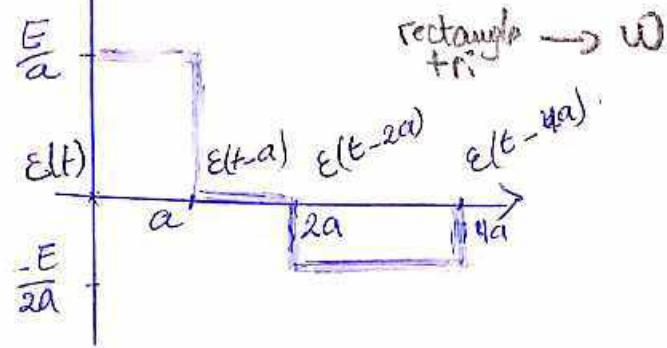 E/a
rectangle → ω
tri
ε(t) ε(t-a) ε(t-2a) ε(t-4a)
a 2a 4a
-E/2a